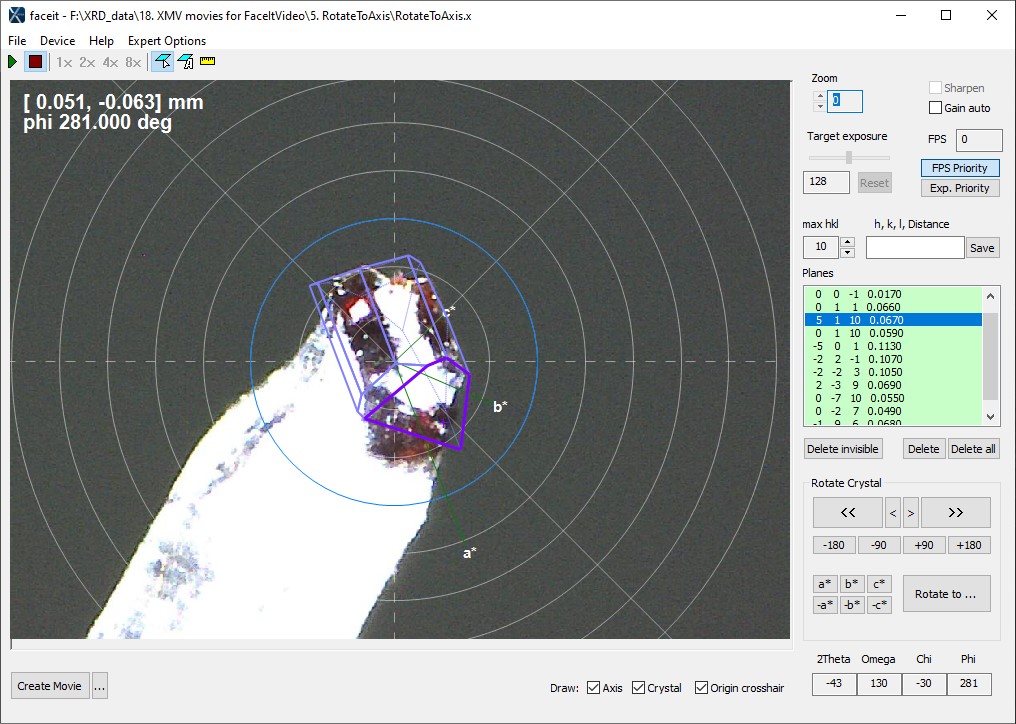 faceit - F:\XRD_data\18. XMV movies for FaceItVideo\5. RotateToAxis\RotateToAxis.x
File Device Help Expert Options
1x 2x 4x 8x
[ 0.051, -0.063] mm
phi 281.000 deg
c*
b*
a*
Zoom
0
Sharpen
Gain auto
Target exposure
FPS 0
128 Reset
FPS Priority
Exp. Priority
max hkl h, k, l, Distance
10 Save
Planes
0 0 -1 0.0170
0 1 1 0.0660
5 1 10 0.0670
0 1 10 0.0590
-5 0 1 0.1130
-2 2 -1 0.1070
-2 -2 3 0.1050
2 -3 9 0.0690
0 -7 10 0.0550
0 -2 7 0.0490
-1 9 6 0.0680
Delete invisible Delete Delete all
Rotate Crystal
<< < > >>
-180 -90 +90 +180
a* b* c*
-a* -b* -c*
Rotate to ...
2Theta Omega Chi Phi
-43 130 -30 281
Create Movie ...
Draw: Axis Crystal Origin crosshair